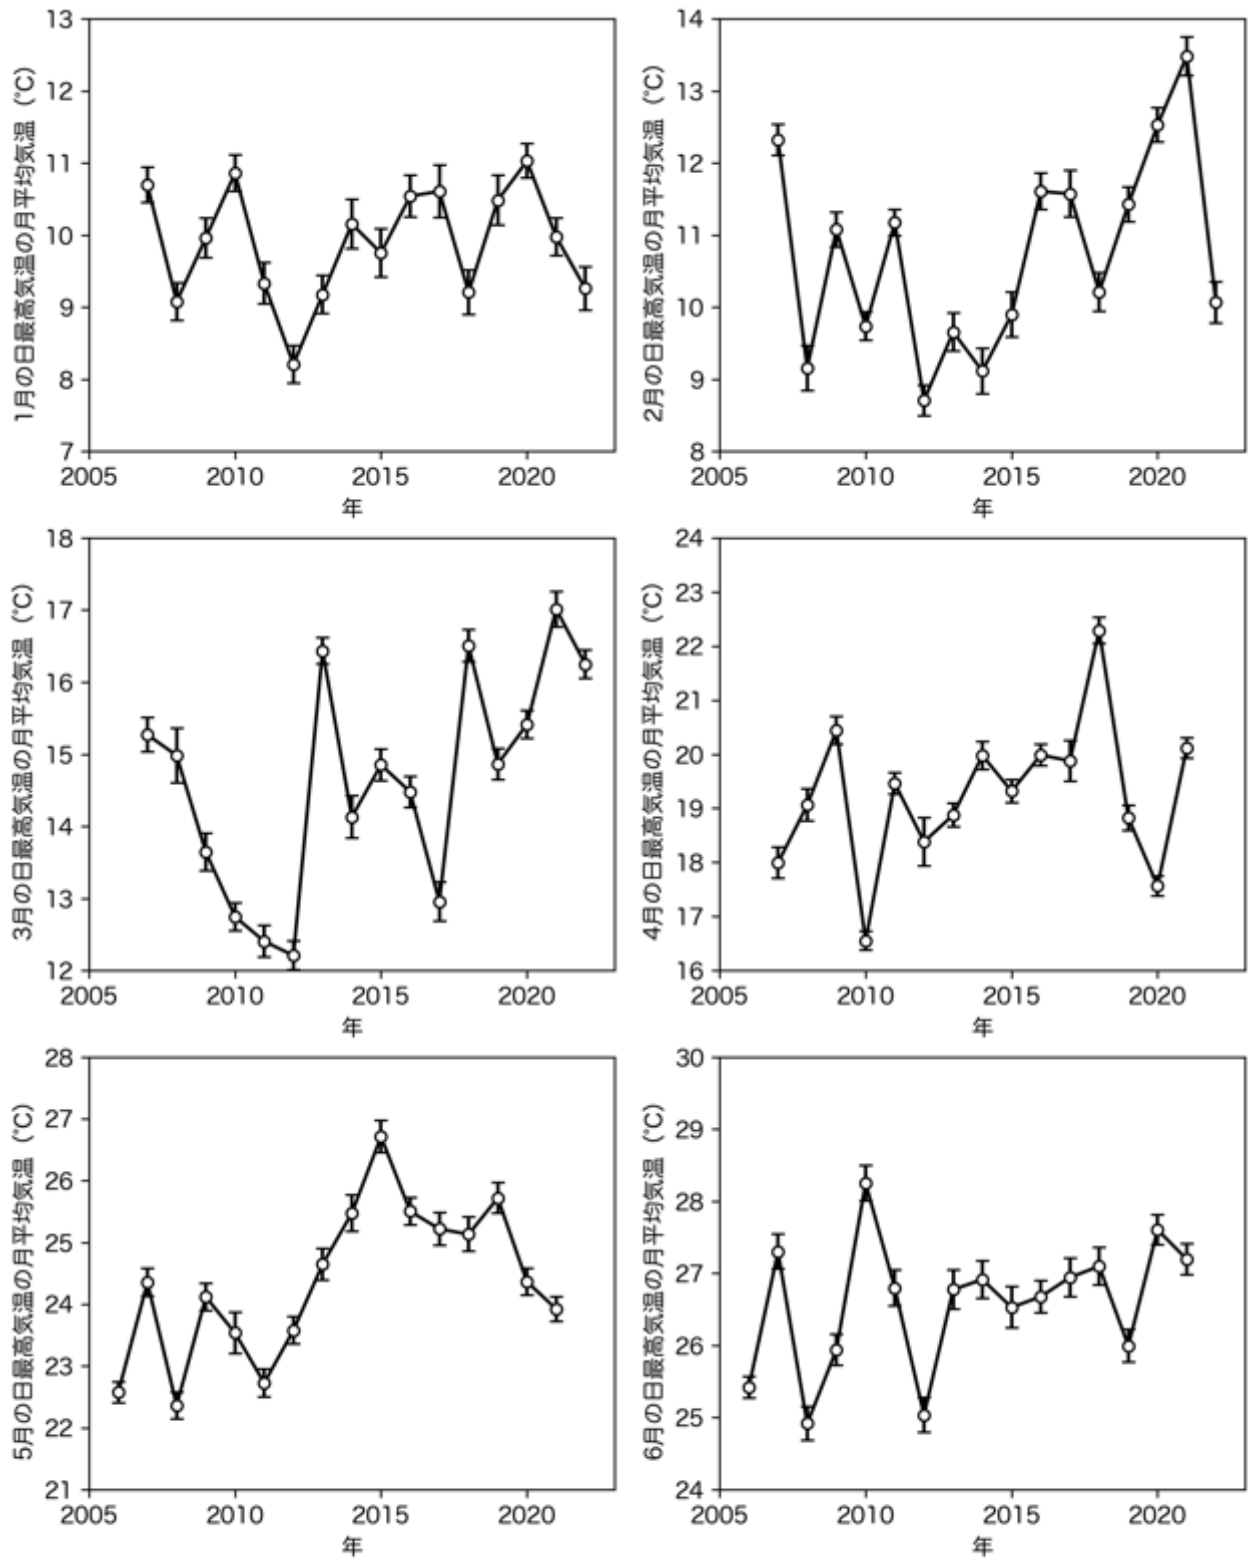 1月の日最高気温の月平均気温（℃）
13
12
11
10
9
8
7
2005 2010 2015 2020
年
2月の日最高気温の月平均気温（℃）
14
13
12
11
10
9
8
2005 2010 2015 2020
年
3月の日最高気温の月平均気温（℃）
18
17
16
15
14
13
12
2005 2010 2015 2020
年
4月の日最高気温の月平均気温（℃）
24
23
22
21
20
19
18
17
16
2005 2010 2015 2020
年
5月の日最高気温の月平均気温（℃）
28
27
26
25
24
23
22
21
2005 2010 2015 2020
年
6月の日最高気温の月平均気温（℃）
30
29
28
27
26
25
24
2005 2010 2015 2020
年